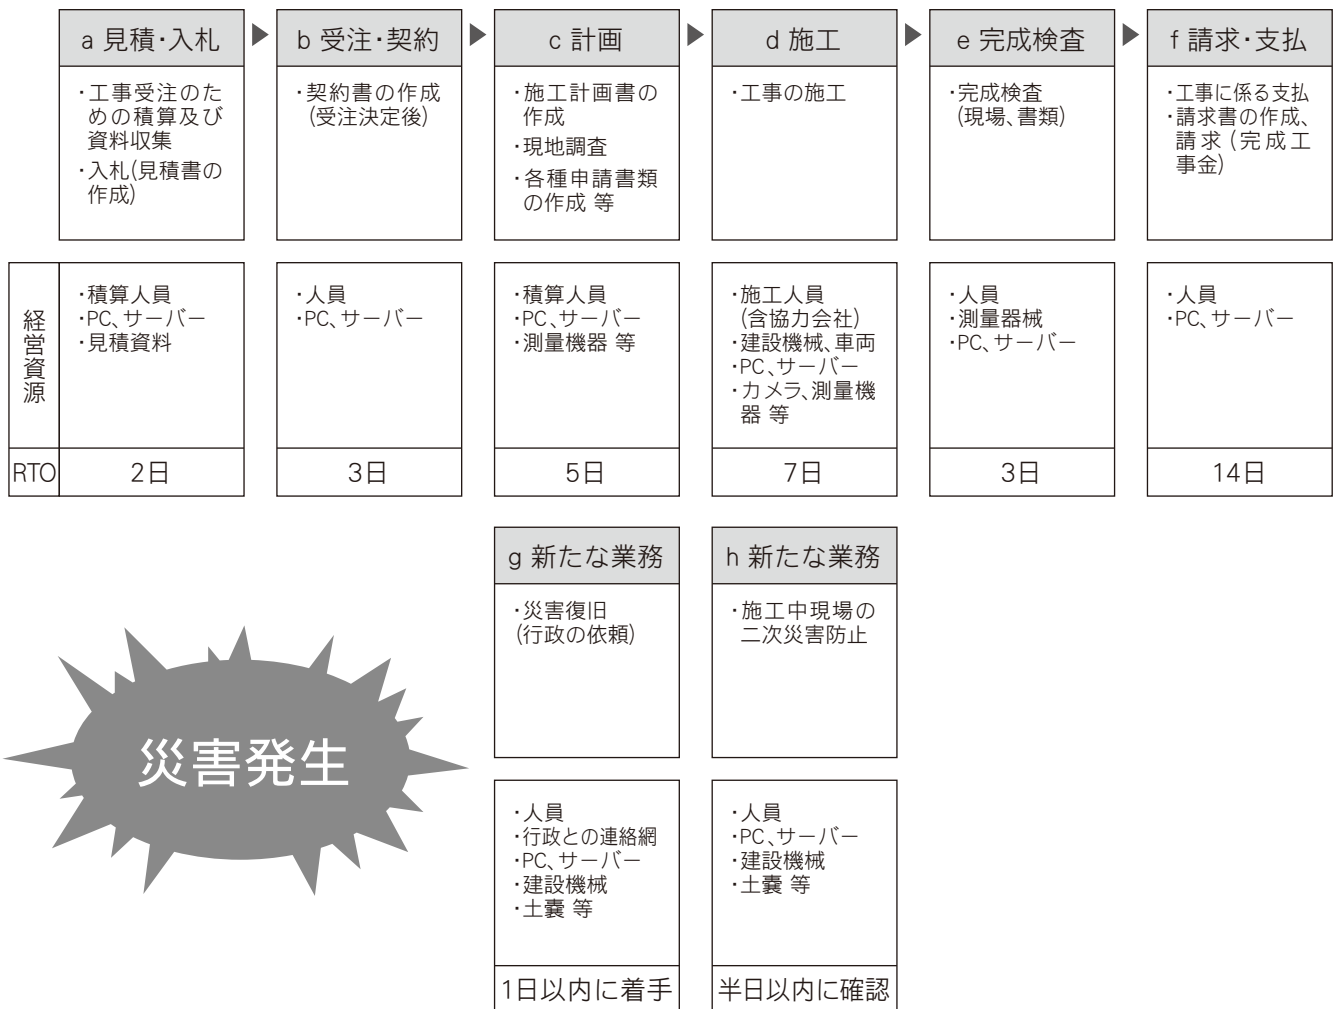 a 見積・入札
・工事受注のた
めの積算及び
資料収集
・入札(見積書の
作成)
b 受注・契約
・契約書の作成
(受注決定後)
c 計画
・施工計画書の
作成
・現地調査
・各種申請書類
の作成 等
d 施工
・工事の施工
e 完成検査
・完成検査
(現場、書類)
f 請求・支払
・工事に係る支払
・請求書の作成、
請求(完成工
事金)
経営資源
・積算人員
・PC、サーバー
・見積資料
・人員
・PC、サーバー
・積算人員
・PC、サーバー
・測量機器 等
・施工人員
(含協力会社)
・建設機械、車両
・PC、サーバー
・カメラ、測量機
器 等
・人員
・測量器械
・PC、サーバー
・人員
・PC、サーバー
RTO
2日
3日
5日
7日
3日
14日
災害発生
g 新たな業務
・災害復旧
(行政の依頼)
・人員
・行政との連絡網
・PC、サーバー
・建設機械
・土嚢 等
1日以内に着手
h 新たな業務
・施工中現場の
二次災害防止
・人員
・PC、サーバー
・建設機械
・土嚢 等
半日以内に確認